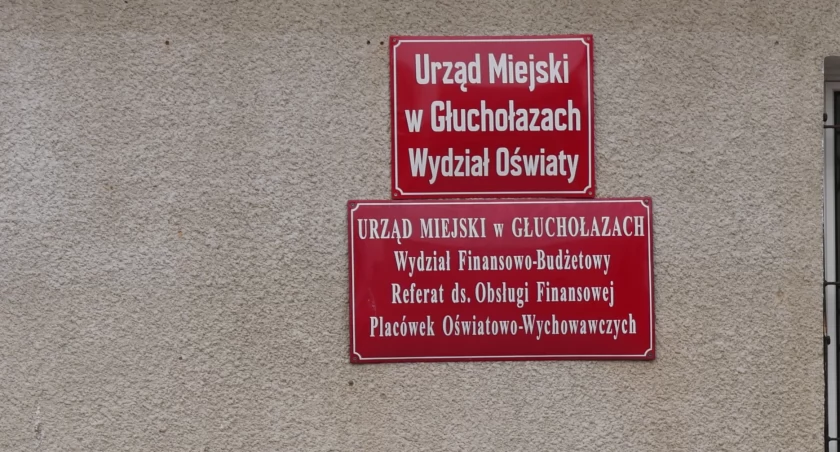 Urząd Miejski
w Głuchołazach
Wydział Oświaty
URZĄD MIEJSKI w GŁUCHOŁAZACH
Wydział Finansowo-Budżetowy
Referat ds. Obsługi Finansowej
Placówek Oświatowo-Wychowawczych